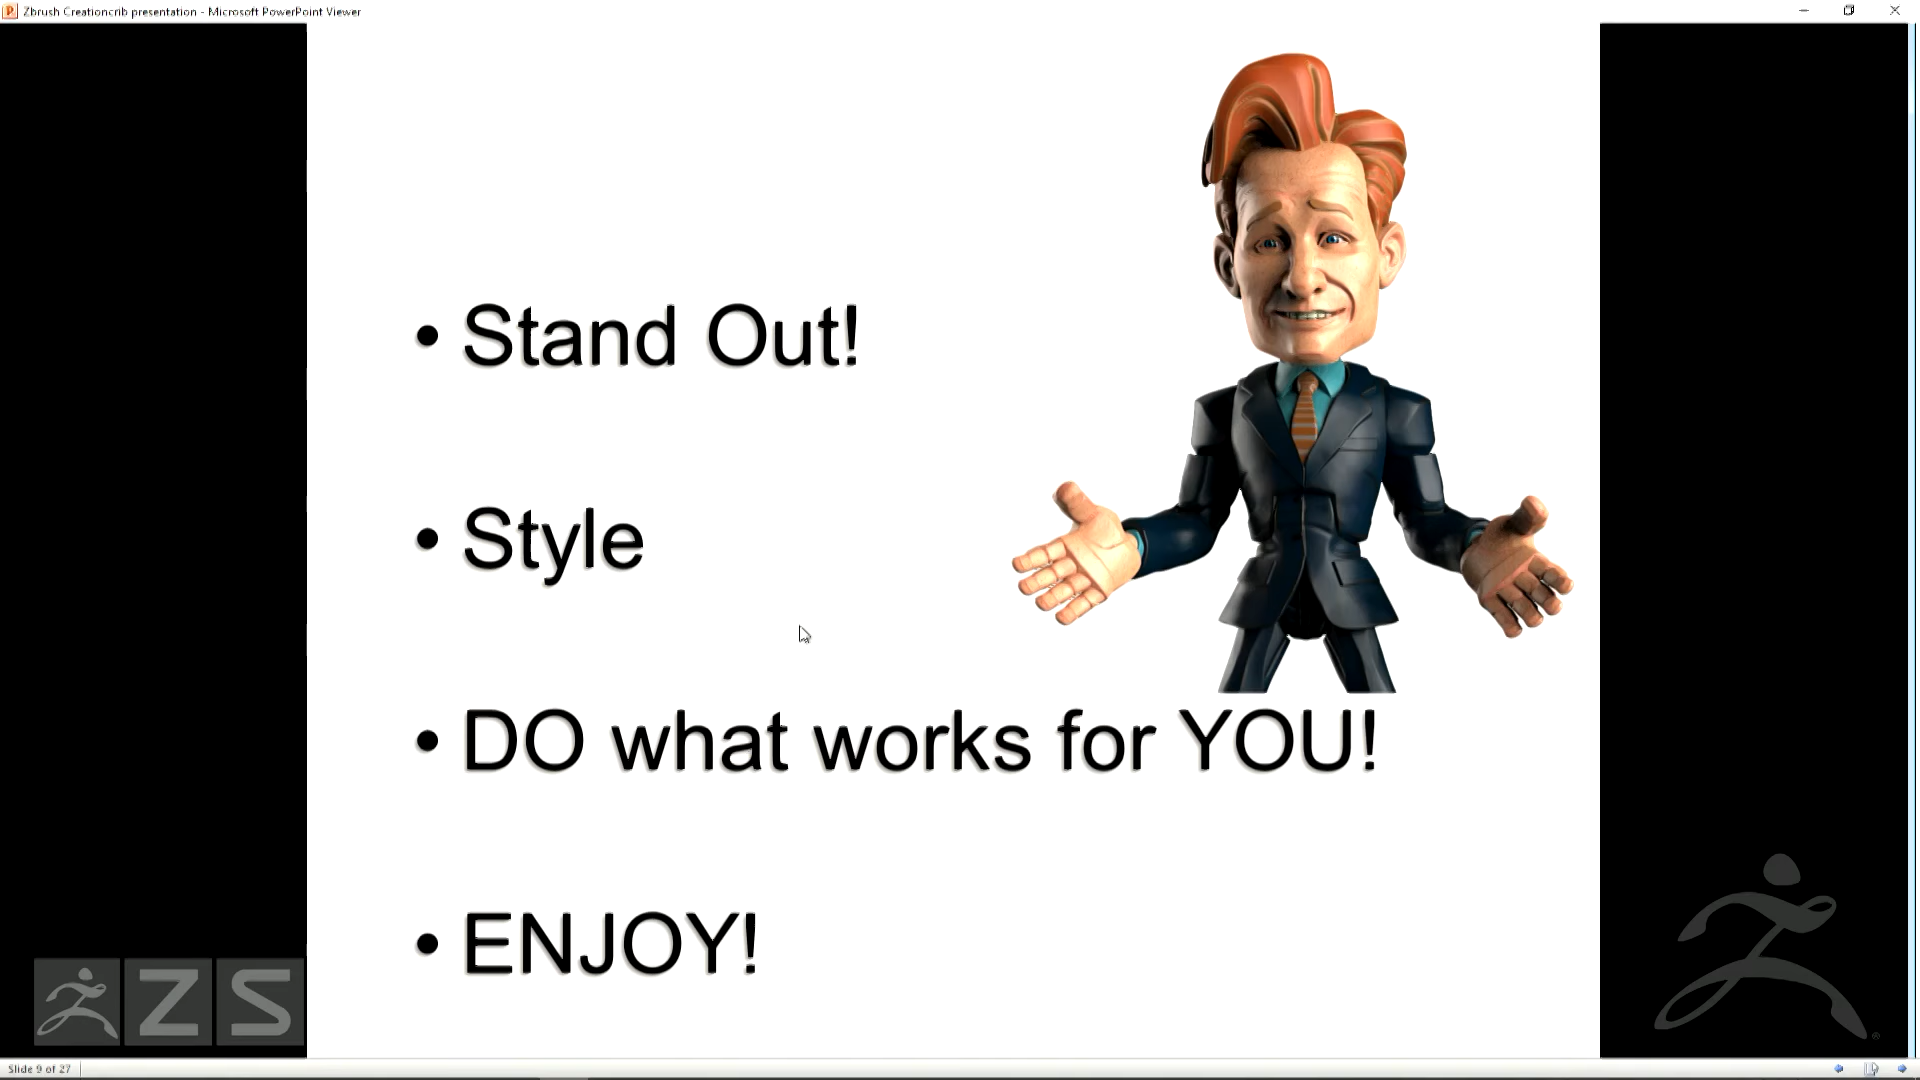 Zbrush Creationcrib presentation - Microsoft PowerPoint Viewer
• Stand Out!
• Style
• DO what works for YOU!
• ENJOY!
ZS
Slide 9 of 27